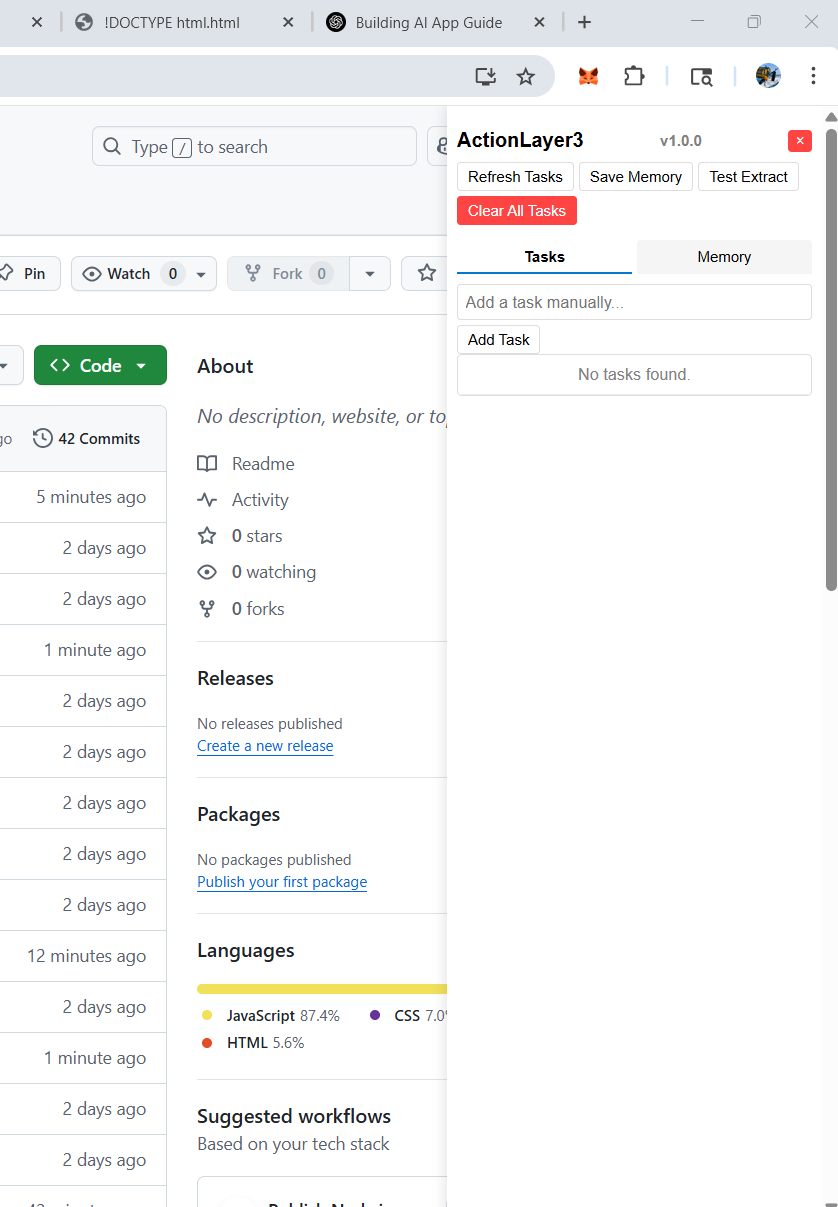 !DOCTYPE html.html
Building AI App Guide
Type / to search
ActionLayer3
v1.0.0
Refresh Tasks
Save Memory
Test Extract
Clear All Tasks
Tasks
Memory
Add a task manually...
Add Task
No tasks found.
Pin
Watch 0
Fork 0
Code
About
No description, website, or to
go
42 Commits
Readme
5 minutes ago
Activity
0 stars
2 days ago
0 watching
2 days ago
0 forks
1 minute ago
Releases
2 days ago
No releases published
Create a new release
2 days ago
2 days ago
Packages
2 days ago
No packages published
Publish your first package
2 days ago
Languages
12 minutes ago
JavaScript 87.4%
CSS 7.0%
2 days ago
HTML 5.6%
1 minute ago
Suggested workflows
2 days ago
Based on your tech stack
2 days ago